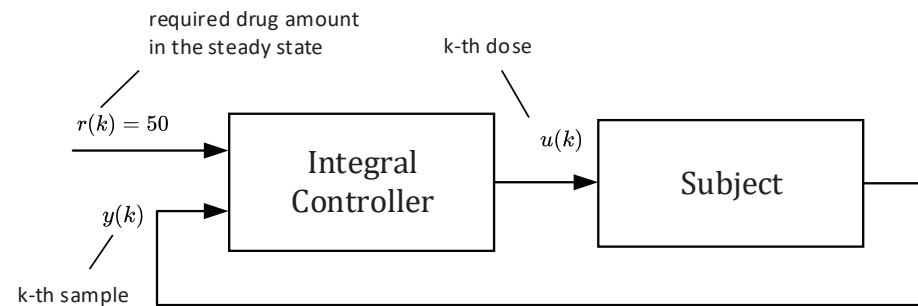 required drug amount
in the steady state
k-th dose
r(k) = 50
u(k)
Integral
Controller
Subject
y(k)
k-th sample